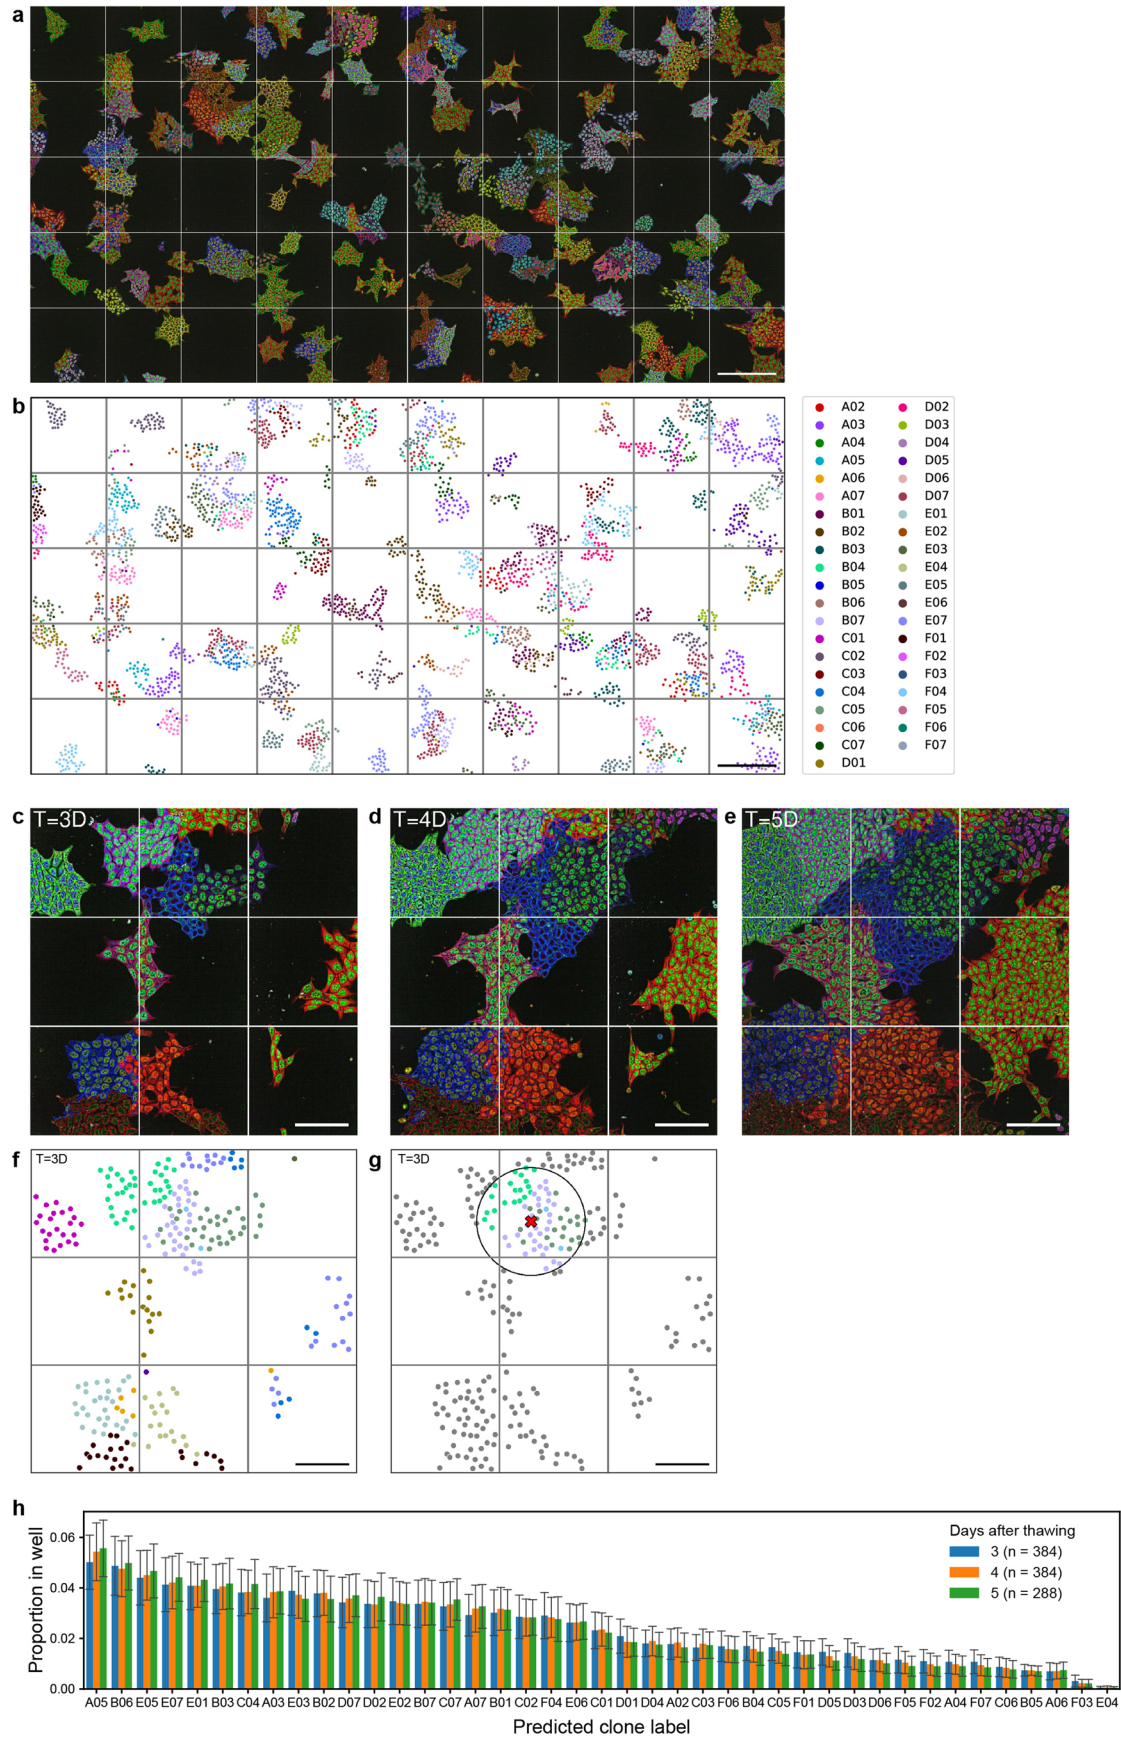 a
b
A02 D02
A03 D03
A04 D04
A05 D05
A06 D06
A07 D07
B01 E01
B02 E02
B03 E03
B04 E04
B05 E05
B06 E06
B07 E07
C01 F01
C02 F02
C03 F03
C04 F04
C05 F05
C06 F06
C07 F07
D01
c T=3D
d T=4D
e T=5D
f T=3D
g T=3D
h
Proportion in well
0.06
0.04
0.02
0.00
Days after thawing
3 (n = 384)
4 (n = 384)
5 (n = 288)
A05 B06 E05 E07 E01 B03 C04 A03 E03 B02 D07 D02 E02 B07 C07 A07 B01 C02 F04 E06 C01 D01 D04 A02 C03 F06 B04 C05 F01 D05 D03 D06 F05 F02 A04 F07 C06 B05 A06 F03 E04
Predicted clone label